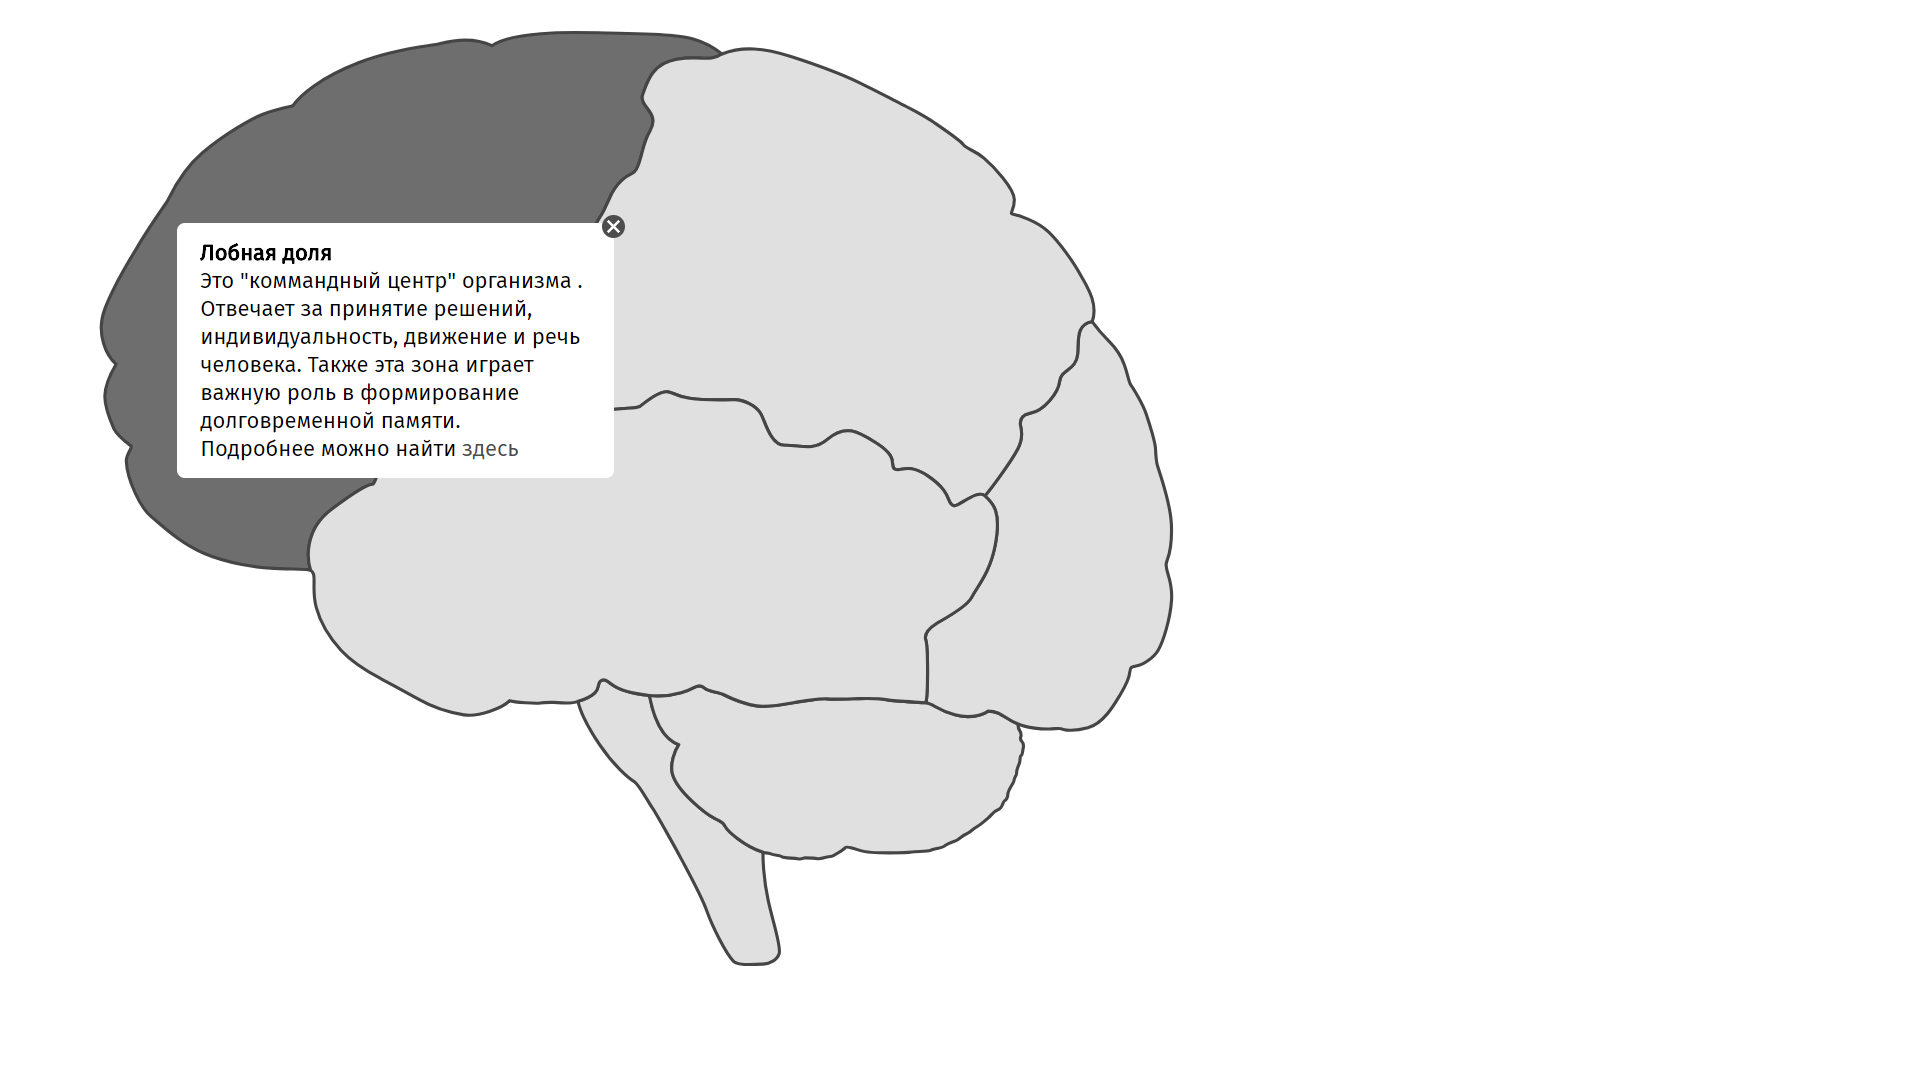 Лобная доля
Это "коммандный центр" организма .
Отвечает за принятие решений,
индивидуальность, движение и речь
человека. Также эта зона играет
важную роль в формирование
долговременной памяти.
Подробнее можно найти здесь